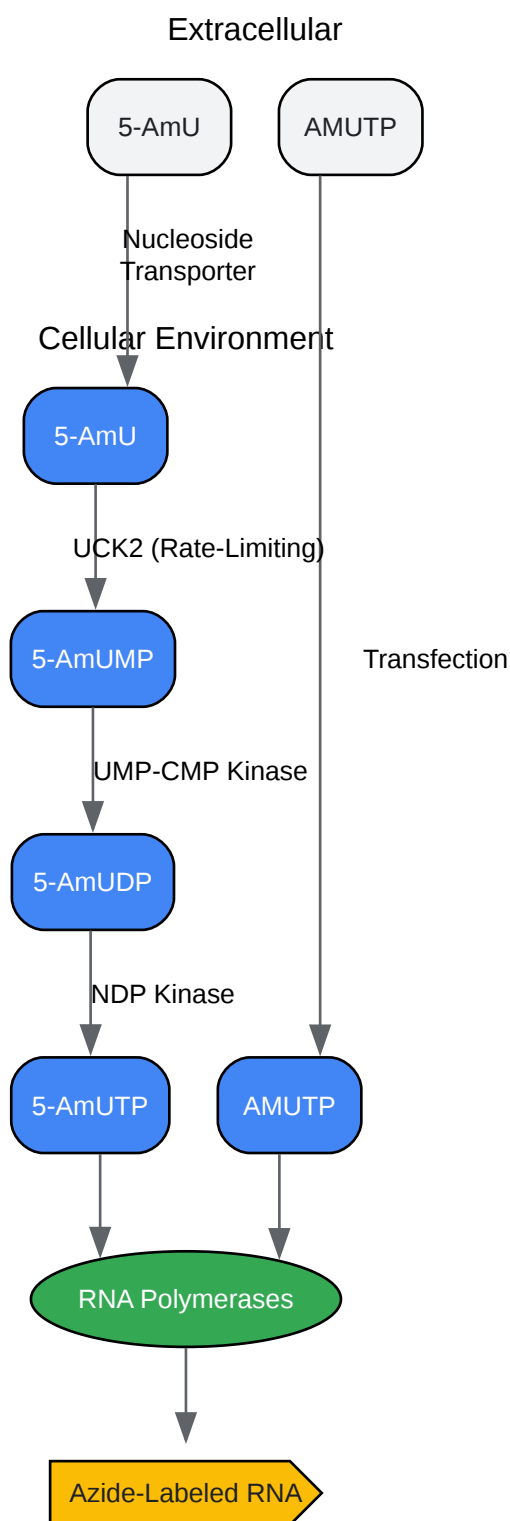 Extracellular
5-AmU
AMUTP
Nucleoside
Transporter
Cellular Environment
5-AmU
UCK2 (Rate-Limiting)
5-AmUMP
Transfection
UMP-CMP Kinase
5-AmUDP
NDP Kinase
5-AmUTP
AMUTP
RNA Polymerases
Azide-Labeled RNA